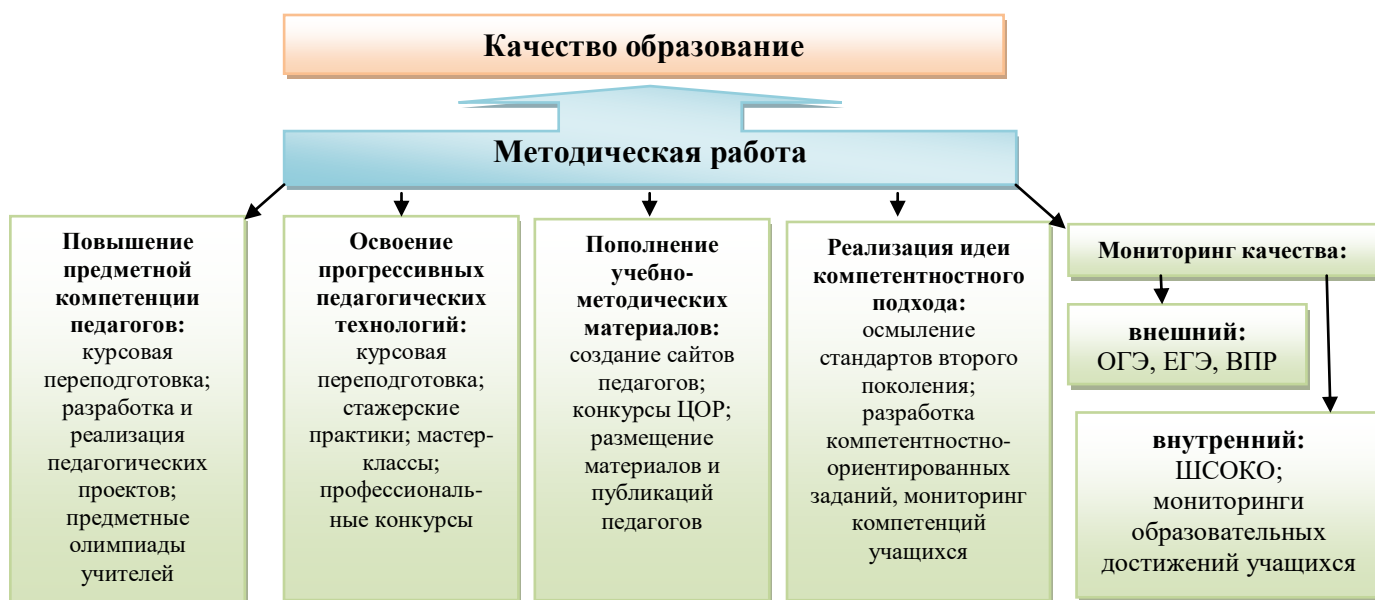 Качество образование
Методическая работа
Повышение
предметной
компетенции
педагогов:
курсовая
переподготовка;
разработка и
реализация
педагогических
проектов;
предметные
олимпиады
учителей
Освоение
прогрессивных
педагогических
технологий:
курсовая
переподготовка;
стажерские
практики; мастер-
классы;
профессиональ-
ные конкурсы
Пополнение
учебно-
методических
материалов:
создание сайтов
педагогов;
конкурсы ЦОР;
размещение
материалов и
публикаций
педагогов
Реализация идеи
компетентностного
подхода:
осмыление
стандартов второго
поколения;
разработка
компетентностно-
ориентированных
заданий, мониторинг
компетенций
учащихся
Мониторинг качества:
внешний:
ОГЭ, ЕГЭ, ВПР
внутренний:
ШСОКО;
мониторинги
образовательных
достижений учащихся